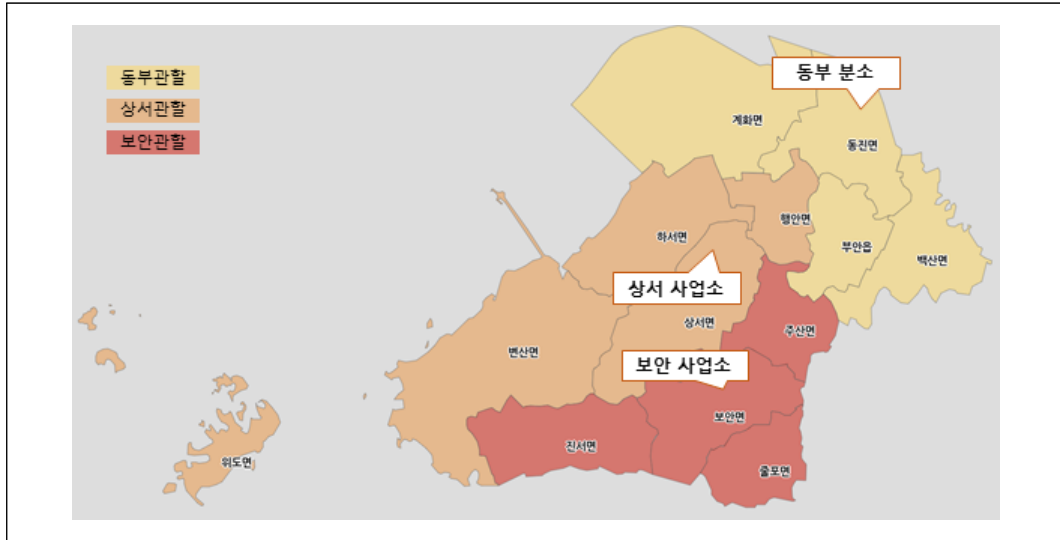 동부관할
상서관할
보안관할
동부 분소
계화면
동진면
행안면
하서면
부안읍
백산면
상서 사업소
상서면
주산면
변산면
보안 사업소
보안면
진서면
위도면
줄포면